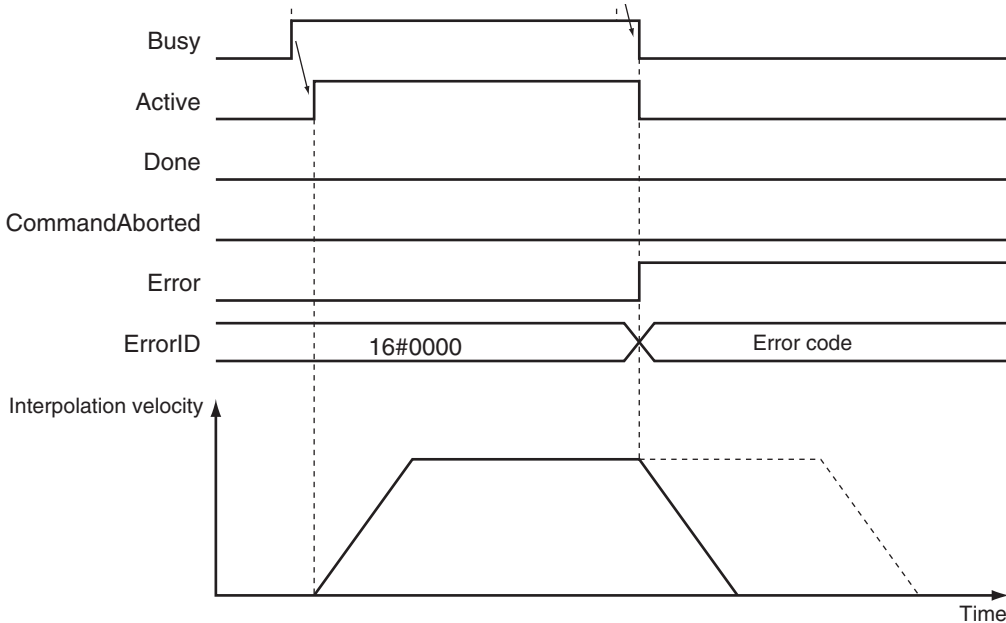 Busy
Active
Done
CommandAborted
Error
ErrorID
16#0000
Error code
Interpolation velocity
Time